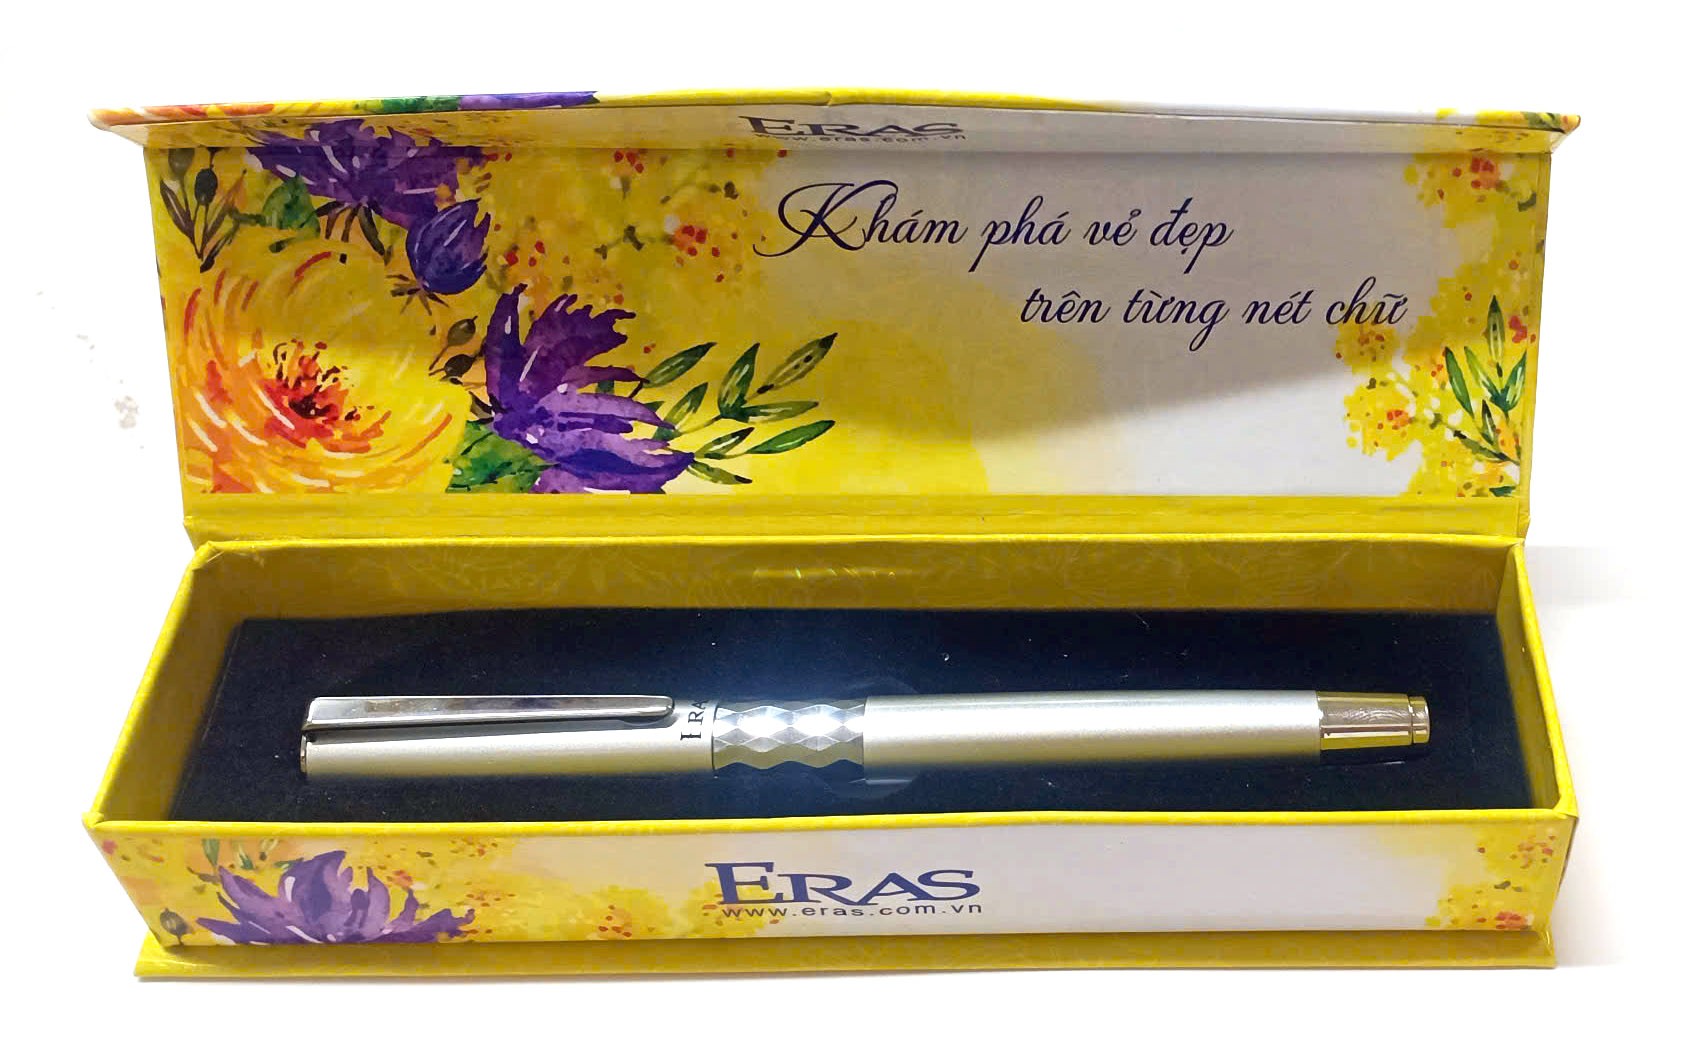 ERAS
www.eras.com.vn
Khám phá vẻ đẹp
trên từng nét chữ
ERAS
www.eras.com.vn